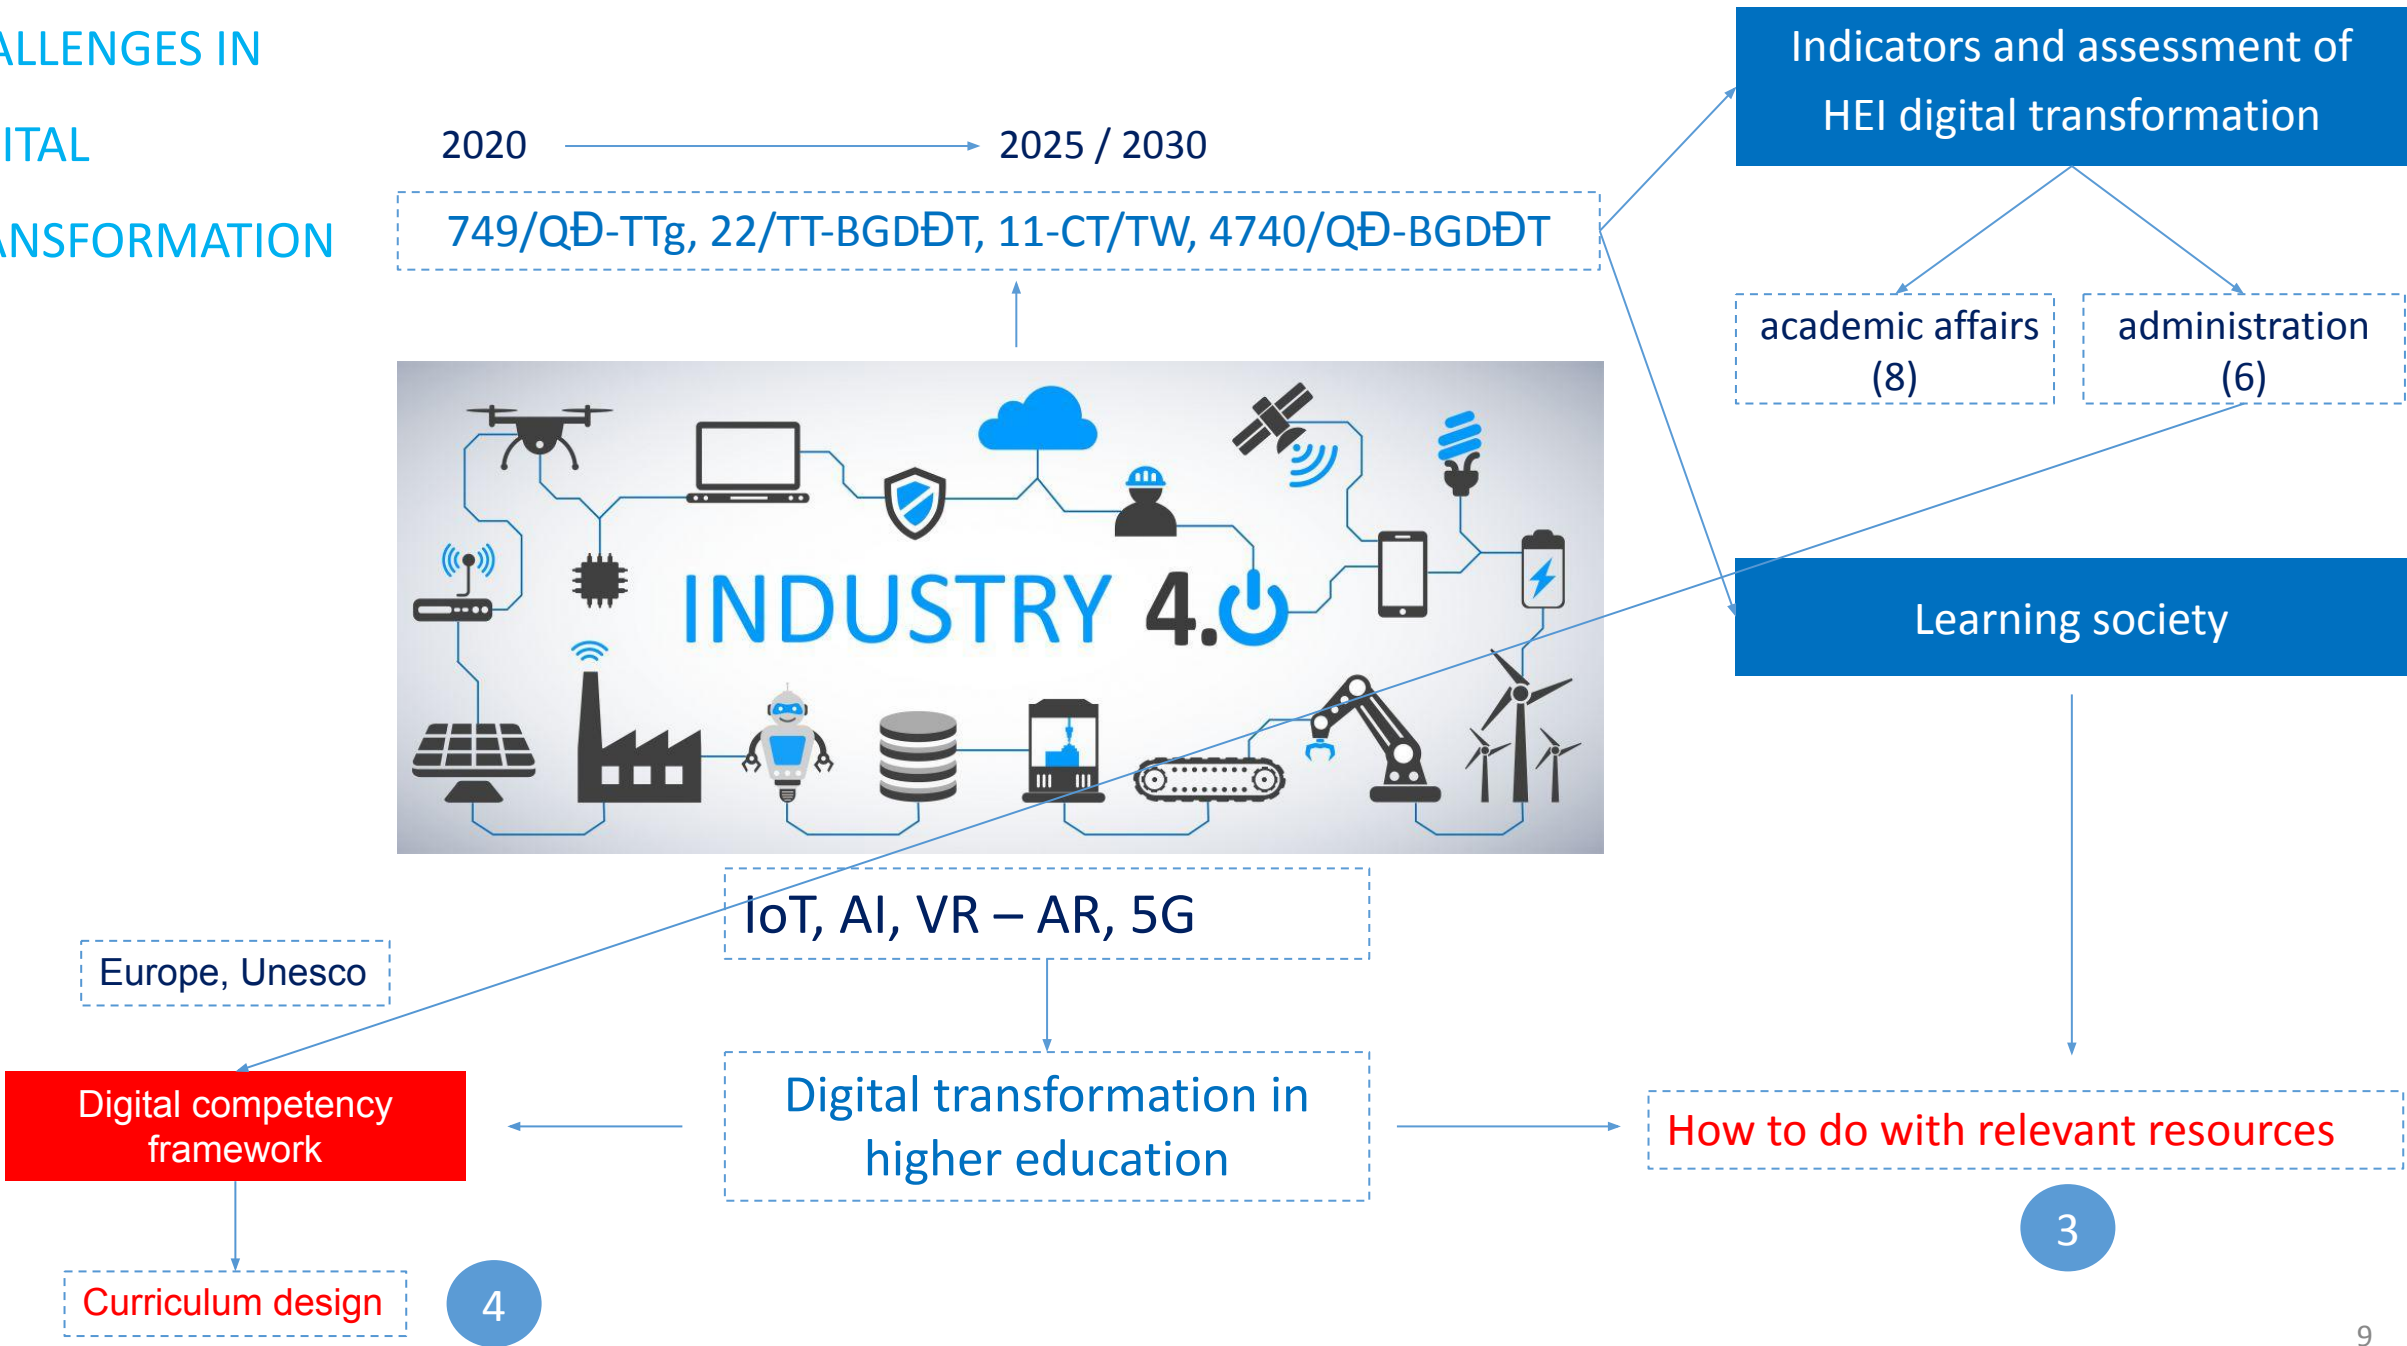 ALLENGES IN
ITAL
ANSFORMATION
2020
2025 / 2030
749/QĐ-TTg, 22/TT-BGDĐT, 11-CT/TW, 4740/QĐ-BGDĐT
Indicators and assessment of
HEI digital transformation
academic affairs
(8)
administration
(6)
INDUSTRY 4.0
Learning society
IoT, AI, VR – AR, 5G
Europe, Unesco
Digital competency
framework
Digital transformation in
higher education
How to do with relevant resources
3
Curriculum design
4
9